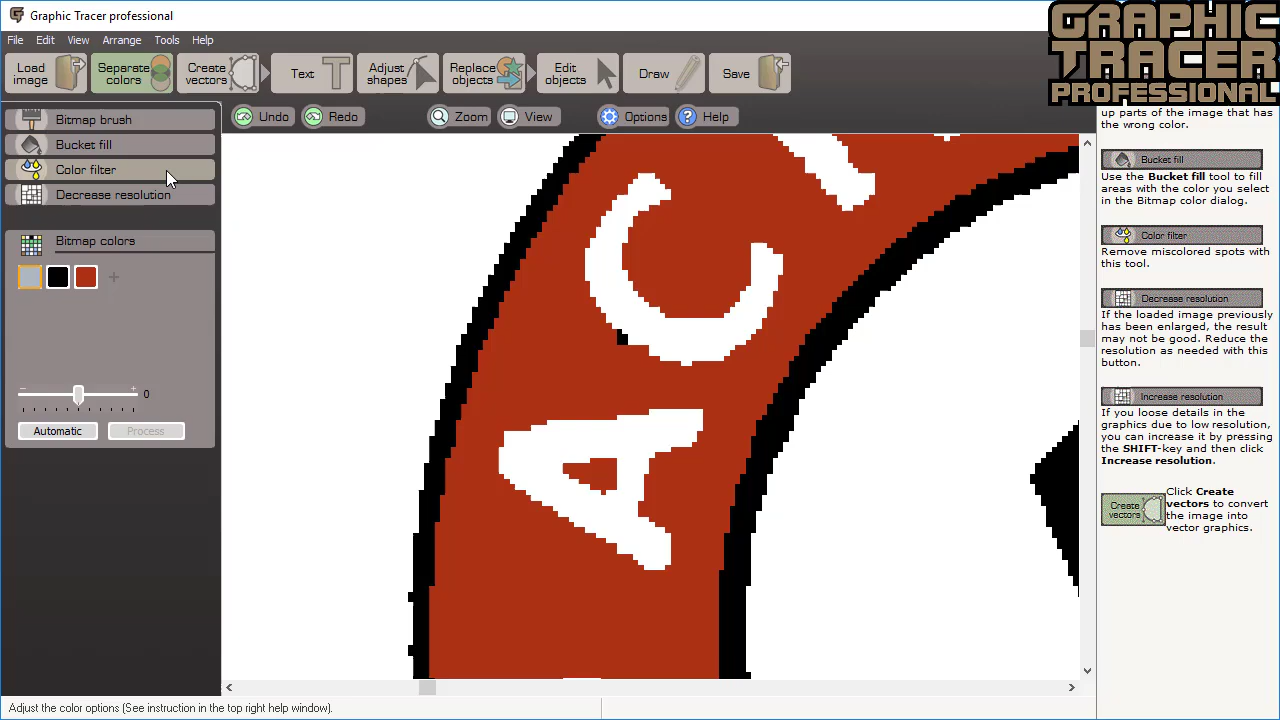 Graphic Tracer professional
GRAPHIC
TRACER
PROFESSIONAL
File Edit View Arrange Tools Help
Load image
Separate colors
Create vectors
Text
Adjust shapes
Replace objects
Edit objects
Draw
Save
Undo Redo Zoom View Options Help
Bitmap brush
Bucket fill
Color filter
Decrease resolution
Bitmap colors
+
− + 0
Automatic Process
A
C
up parts of the image that has
the wrong color.
Bucket fill
Use the Bucket fill tool to fill
areas with the color you select
in the Bitmap color dialog.
Color filter
Remove miscolored spots with
this tool.
Decrease resolution
If the loaded image previously
has been enlarged, the result
may not be good. Reduce the
resolution as needed with this
button.
Increase resolution
If you loose details in the
graphics due to low resolution,
you can increase it by pressing
the SHIFT-key and then click
Increase resolution.
Create vectors
Click Create
vectors to convert
the image into
vector graphics.
Adjust the color options (See instruction in the top right help window).